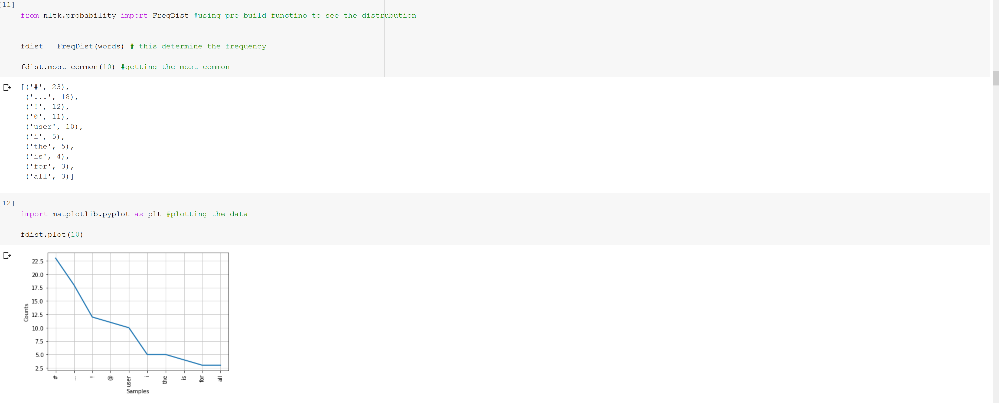 [11]
from nltk.probability import FreqDist #using pre build functino to see the distrubution
fdist = FreqDist(words) # this determine the frequency
fdist.most_common(10) #getting the most common
[('#', 23),
('...', 18),
('!', 12),
('@', 11),
('user', 10),
('i', 5),
('the', 5),
('is', 4),
('for', 3),
('all', 3)]
[12]
import matplotlib.pyplot as plt #plotting the data
fdist.plot(10)
22.5
20.0
17.5
15.0
12.5
10.0
7.5
5.0
2.5
Counts
# ... ! @ user i the is for all
Samples